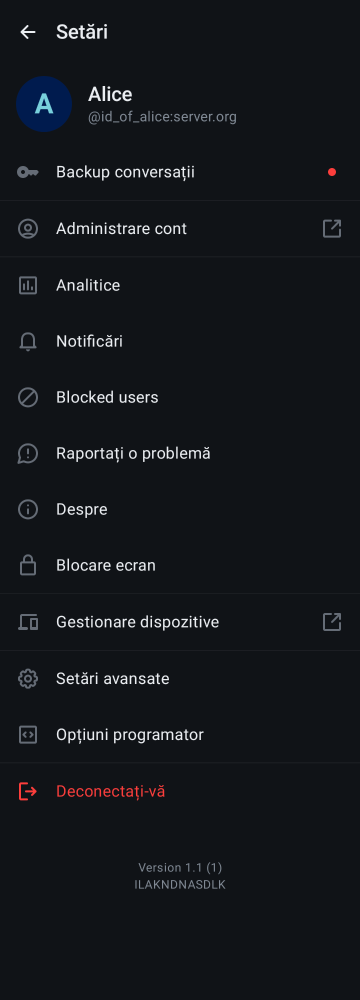 Setări
A
Alice
@id_of_alice:server.org
Backup conversații
Administrare cont
Analitice
Notificări
Blocked users
Raportați o problemă
Despre
Blocare ecran
Gestionare dispozitive
Setări avansate
Opțiuni programator
Deconectați-vă
Version 1.1 (1)
ILAKNDNASDLK